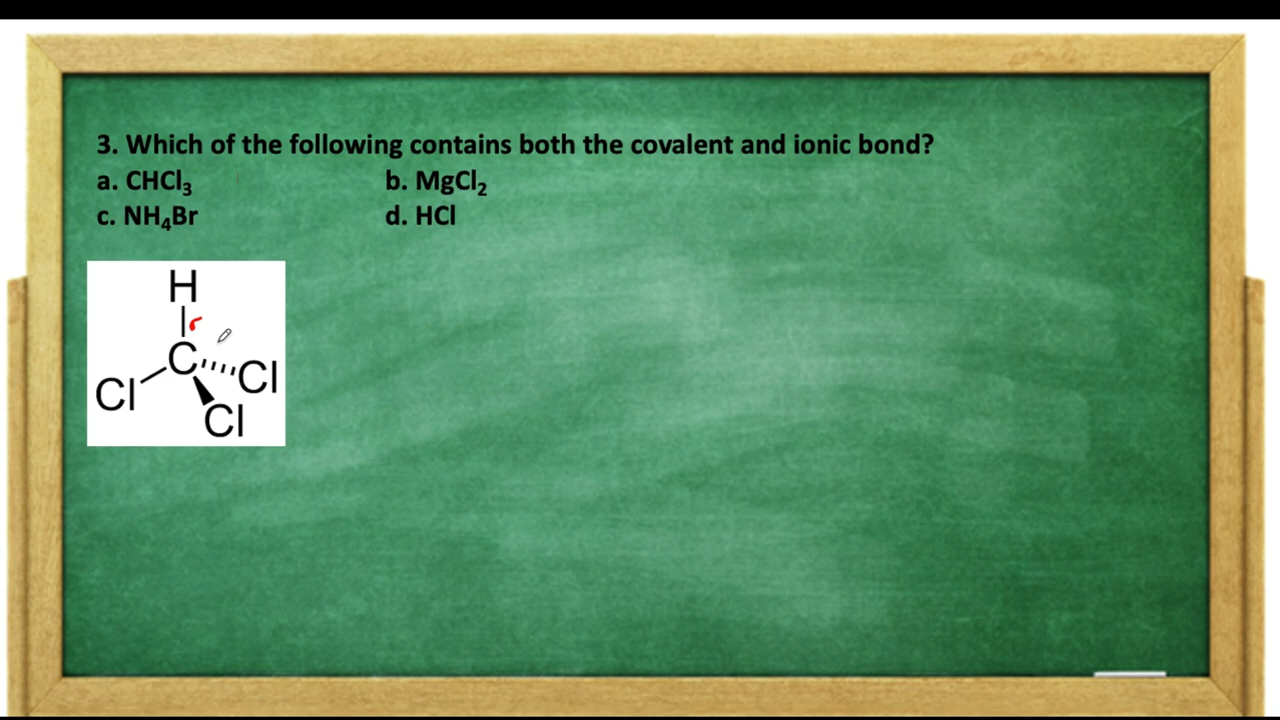 3. Which of the following contains both the covalent and ionic bond?
a. CHCl₃ b. MgCl₂
c. NH₄Br d. HCl
H
C
Cl Cl
Cl